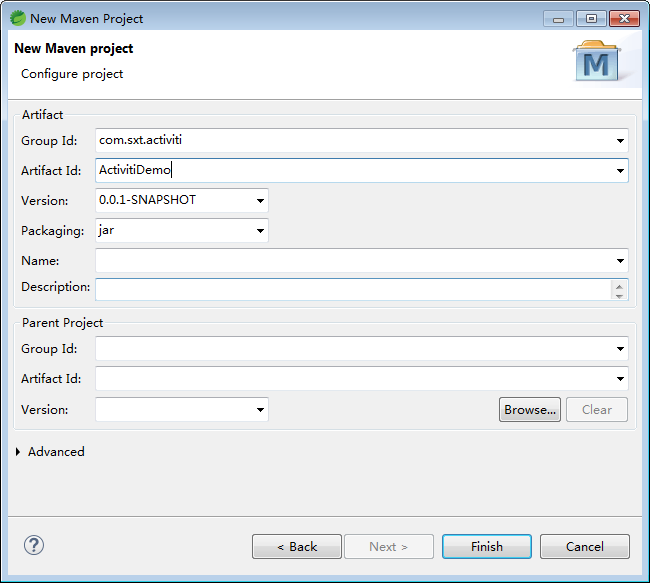 New Maven Project
New Maven project
Configure project
M
Artifact
Group Id: com.sxt.activiti
Artifact Id: ActivitiDemo
Version: 0.0.1-SNAPSHOT
Packaging: jar
Name:
Description:
Parent Project
Group Id:
Artifact Id:
Version: Browse... Clear
Advanced
? < Back Next > Finish Cancel